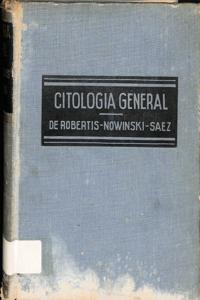 CITOLOGIA GENERAL
DE ROBERTIS-NOWINSKI-SAEZ